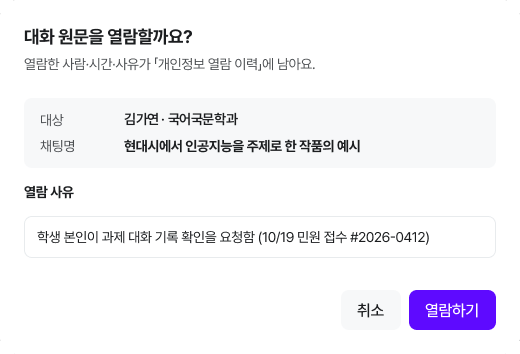 대화 원문을 열람할까요?
열람한 사람·시간·사유가 「개인정보 열람 이력」에 남아요.
대상 김가연 · 국어국문학과
채팅명 현대시에서 인공지능을 주제로 한 작품의 예시
열람 사유
학생 본인이 과제 대화 기록 확인을 요청함 (10/19 민원 접수 #2026-0412)
취소 열람하기